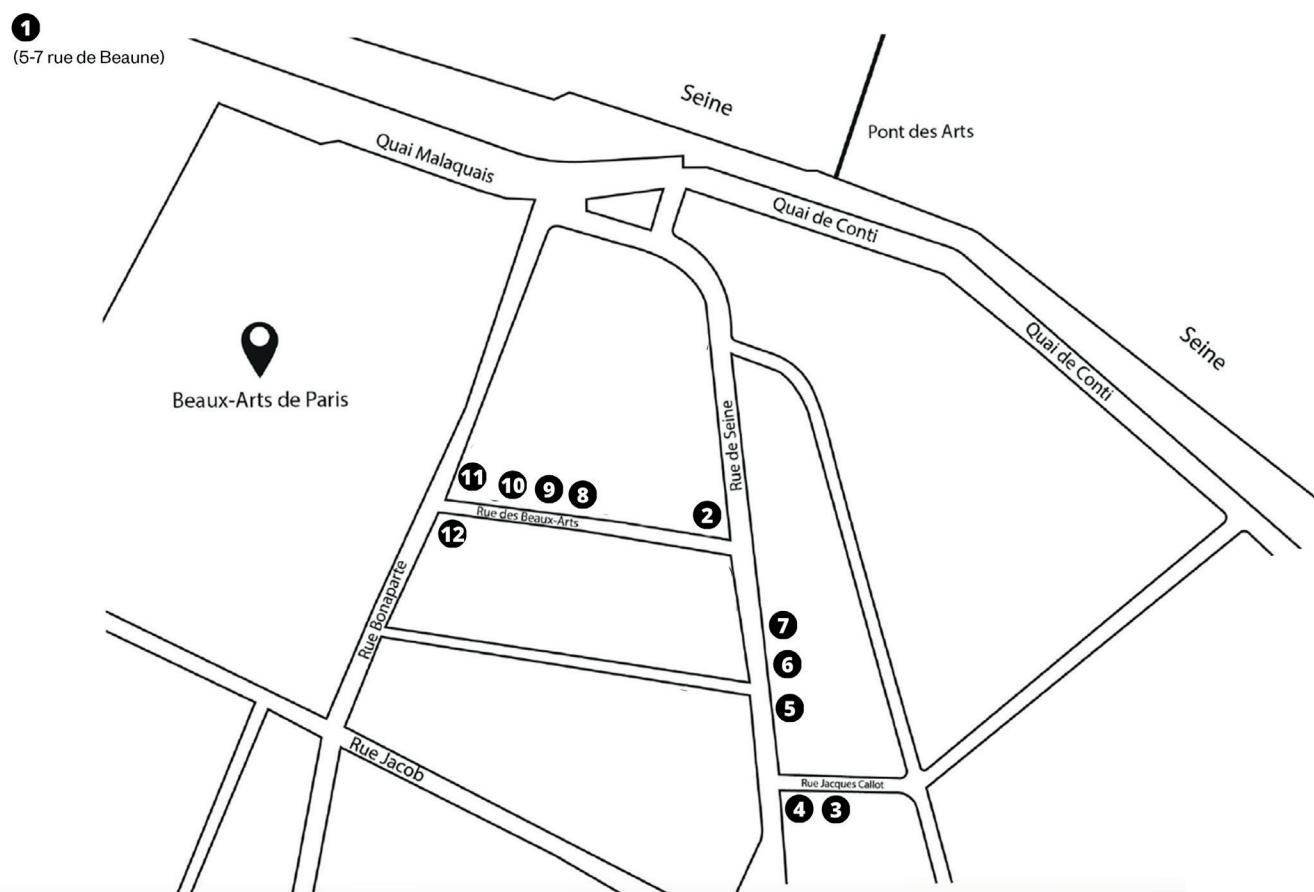 1
(5-7 rue de Beaune)
Seine
Pont des Arts
Quai Malaquais
Quai de Conti
Quai de Conti
Seine
Beaux-Arts de Paris
Rue de Seine
11
10
9
8
2
Rue des Beaux-Arts
12
Rue Bonaparte
7
6
5
Rue Jacob
Rue Jacques Callot
4
3